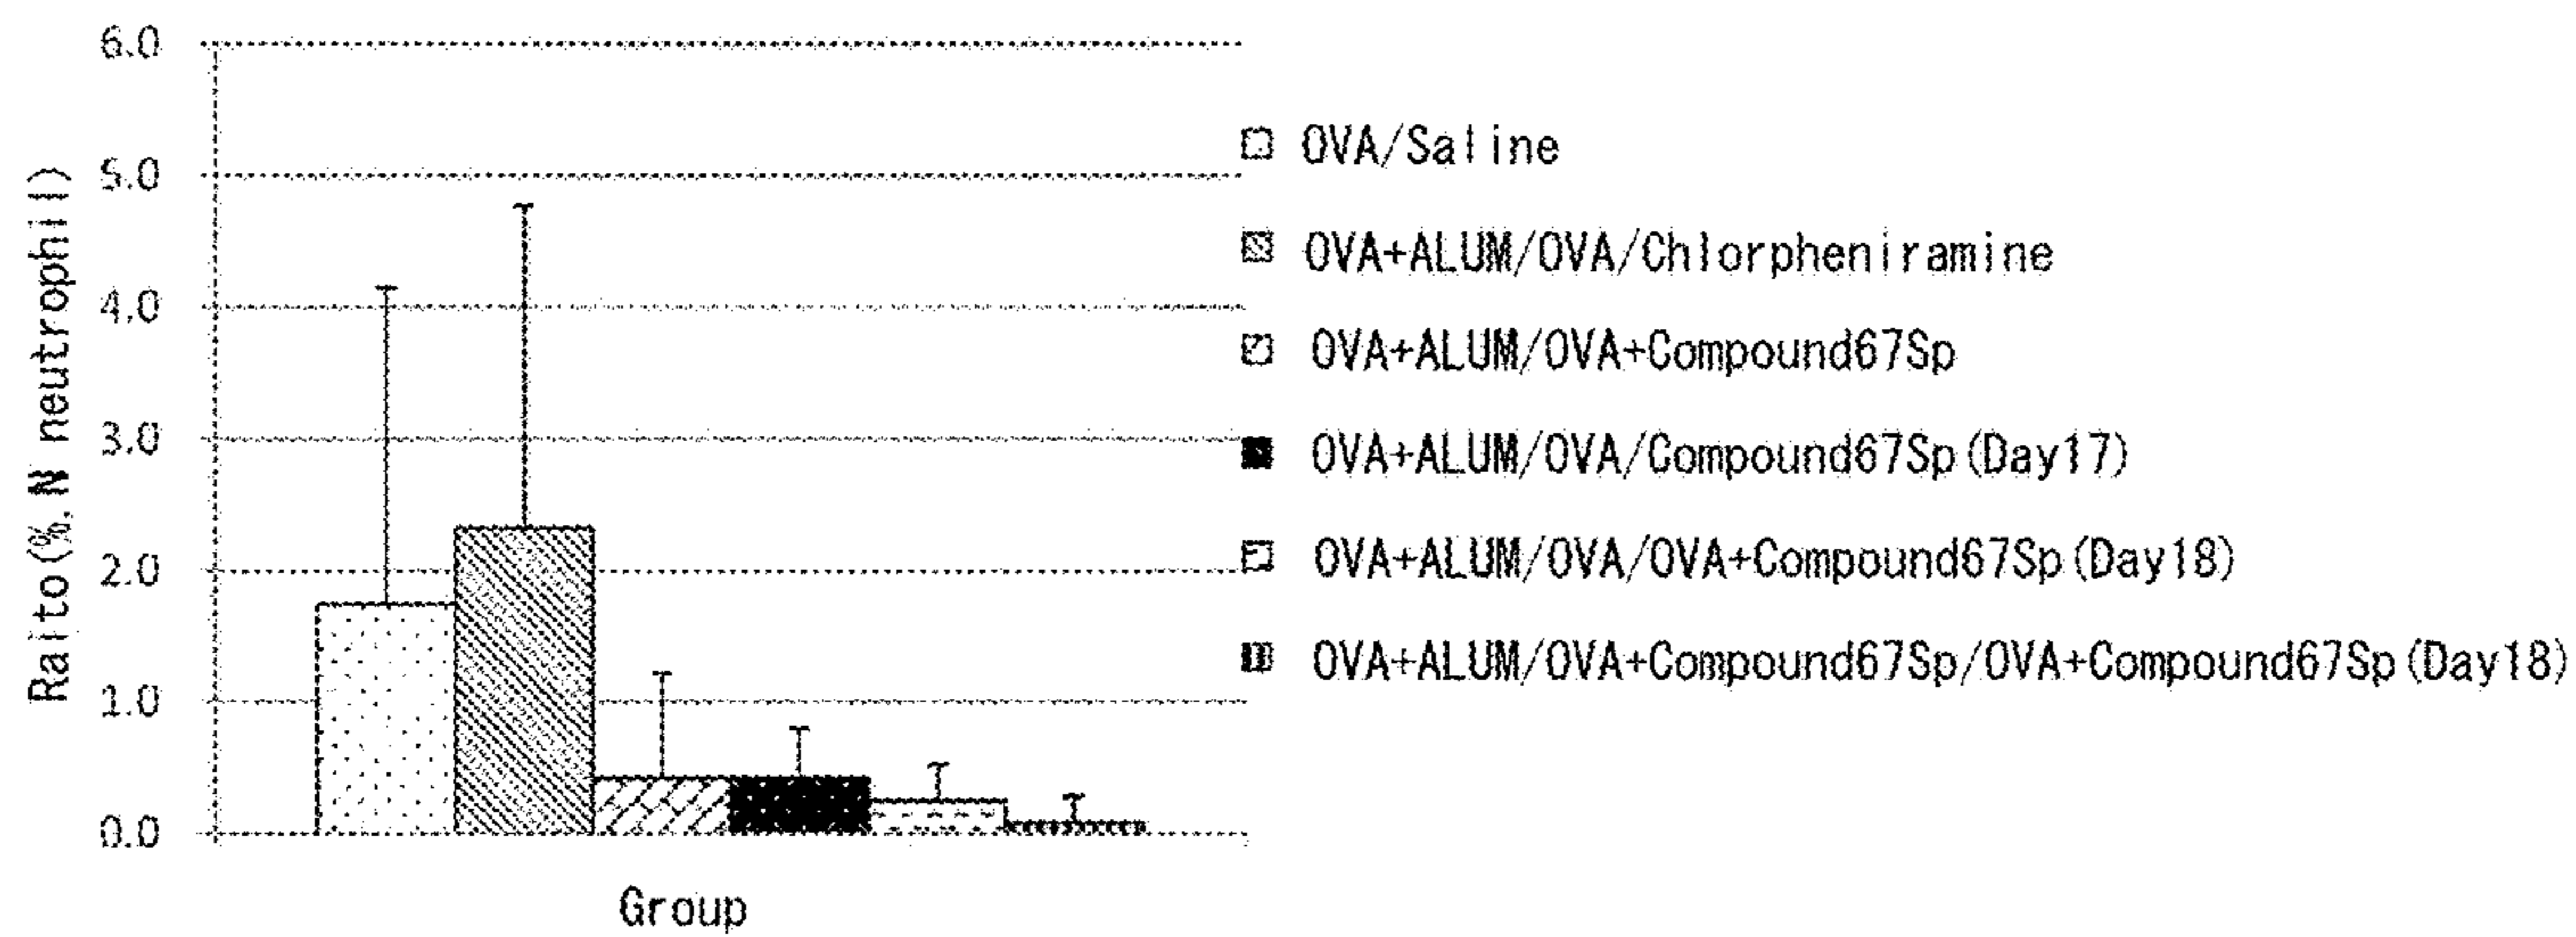 Raito(%, N neutrophil)
6.0
5.0
4.0
3.0
2.0
1.0
0.0
Group
OVA/Saline
OVA+ALUM/OVA/Chlorpheniramine
OVA+ALUM/OVA+Compound67Sp
OVA+ALUM/OVA/Compound67Sp(Day17)
OVA+ALUM/OVA/OVA+Compound67Sp(Day18)
OVA+ALUM/OVA+Compound67Sp/OVA+Compound67Sp(Day18)